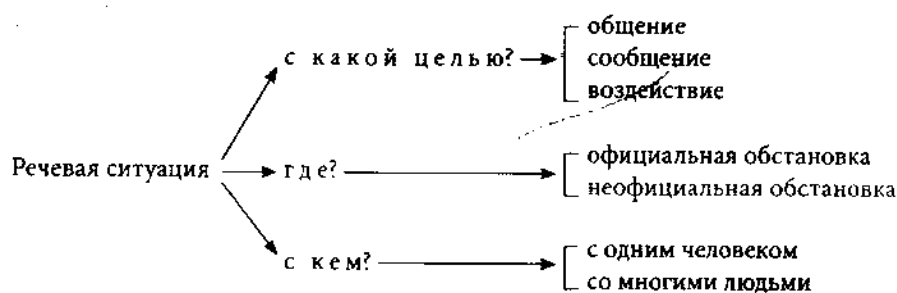 с какой целью?
общение
сообщение
воздействие
Речевая ситуация
где?
официальная обстановка
неофициальная обстановка
с кем?
с одним человеком
со многими людьми